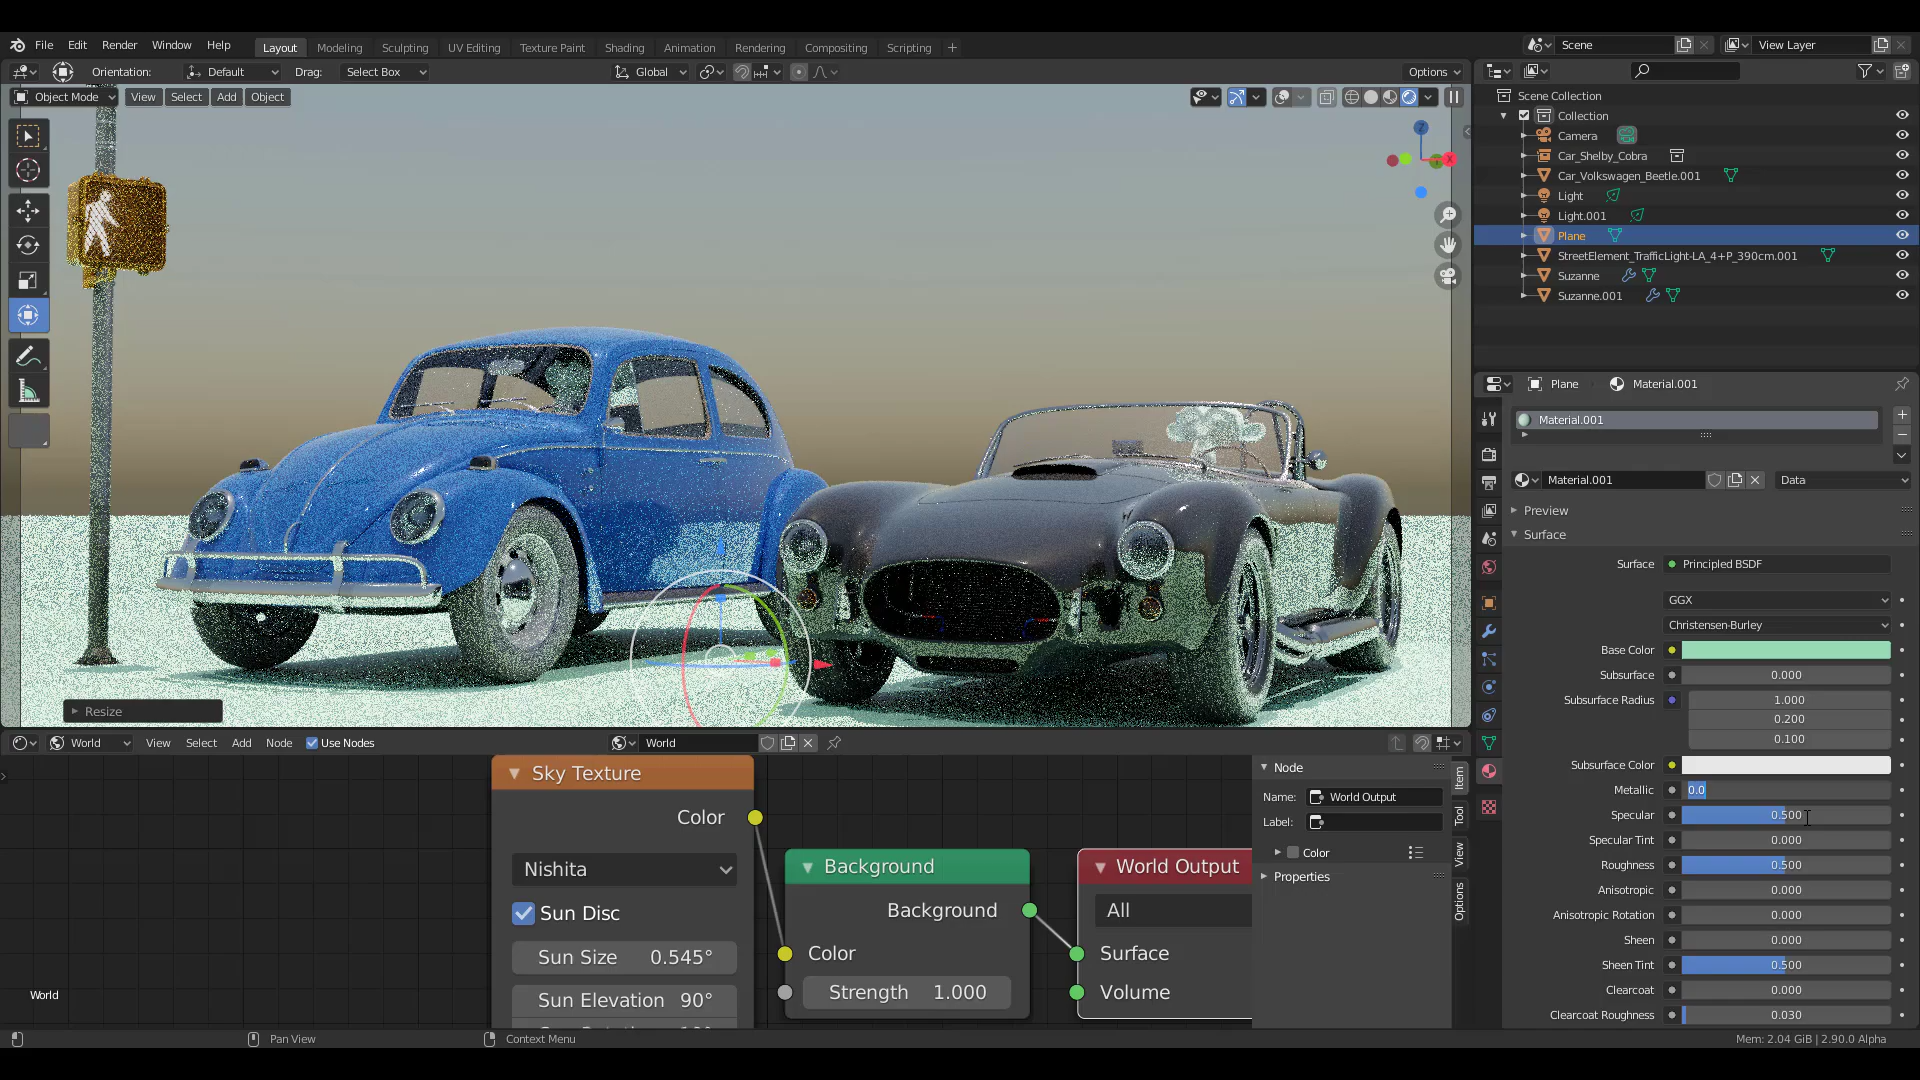 File Edit Render Window Help Layout Modeling Sculpting UV Editing Texture Paint Shading Animation Rendering Compositing Scripting + Scene View Layer
Orientation: Default Drag: Select Box Global Options
Object Mode View Select Add Object
Scene Collection
Collection
Camera
Car_Shelby_Cobra
Car_Volkswagen_Beetle.001
Light
Light.001
Plane
StreetElement_TrafficLight-LA_4+P_390cm.001
Suzanne
Suzanne.001
Z
X
Resize
Plane Material.001
Material.001
Material.001 Data
Preview
Surface
Surface Principled BSDF
GGX
Christensen-Burley
Base Color
Subsurface 0.000
Subsurface Radius 1.000
0.200
0.100
Subsurface Color
Metallic 0.0
Specular 0.500
Specular Tint 0.000
Roughness 0.500
Anisotropic 0.000
Anisotropic Rotation 0.000
Sheen 0.000
Sheen Tint 0.500
Clearcoat 0.000
Clearcoat Roughness 0.030
World View Select Add Node Use Nodes World
Sky Texture
Color
Nishita
Sun Disc
Sun Size 0.545°
Sun Elevation 90°
Background
Background
Color
Strength 1.000
World Output
All
Surface
Volume
Node
Name: World Output
Label:
Color
Properties
Item
Tool
View
Options
World
Pan View Context Menu Mem: 2.04 GiB | 2.90.0 Alpha